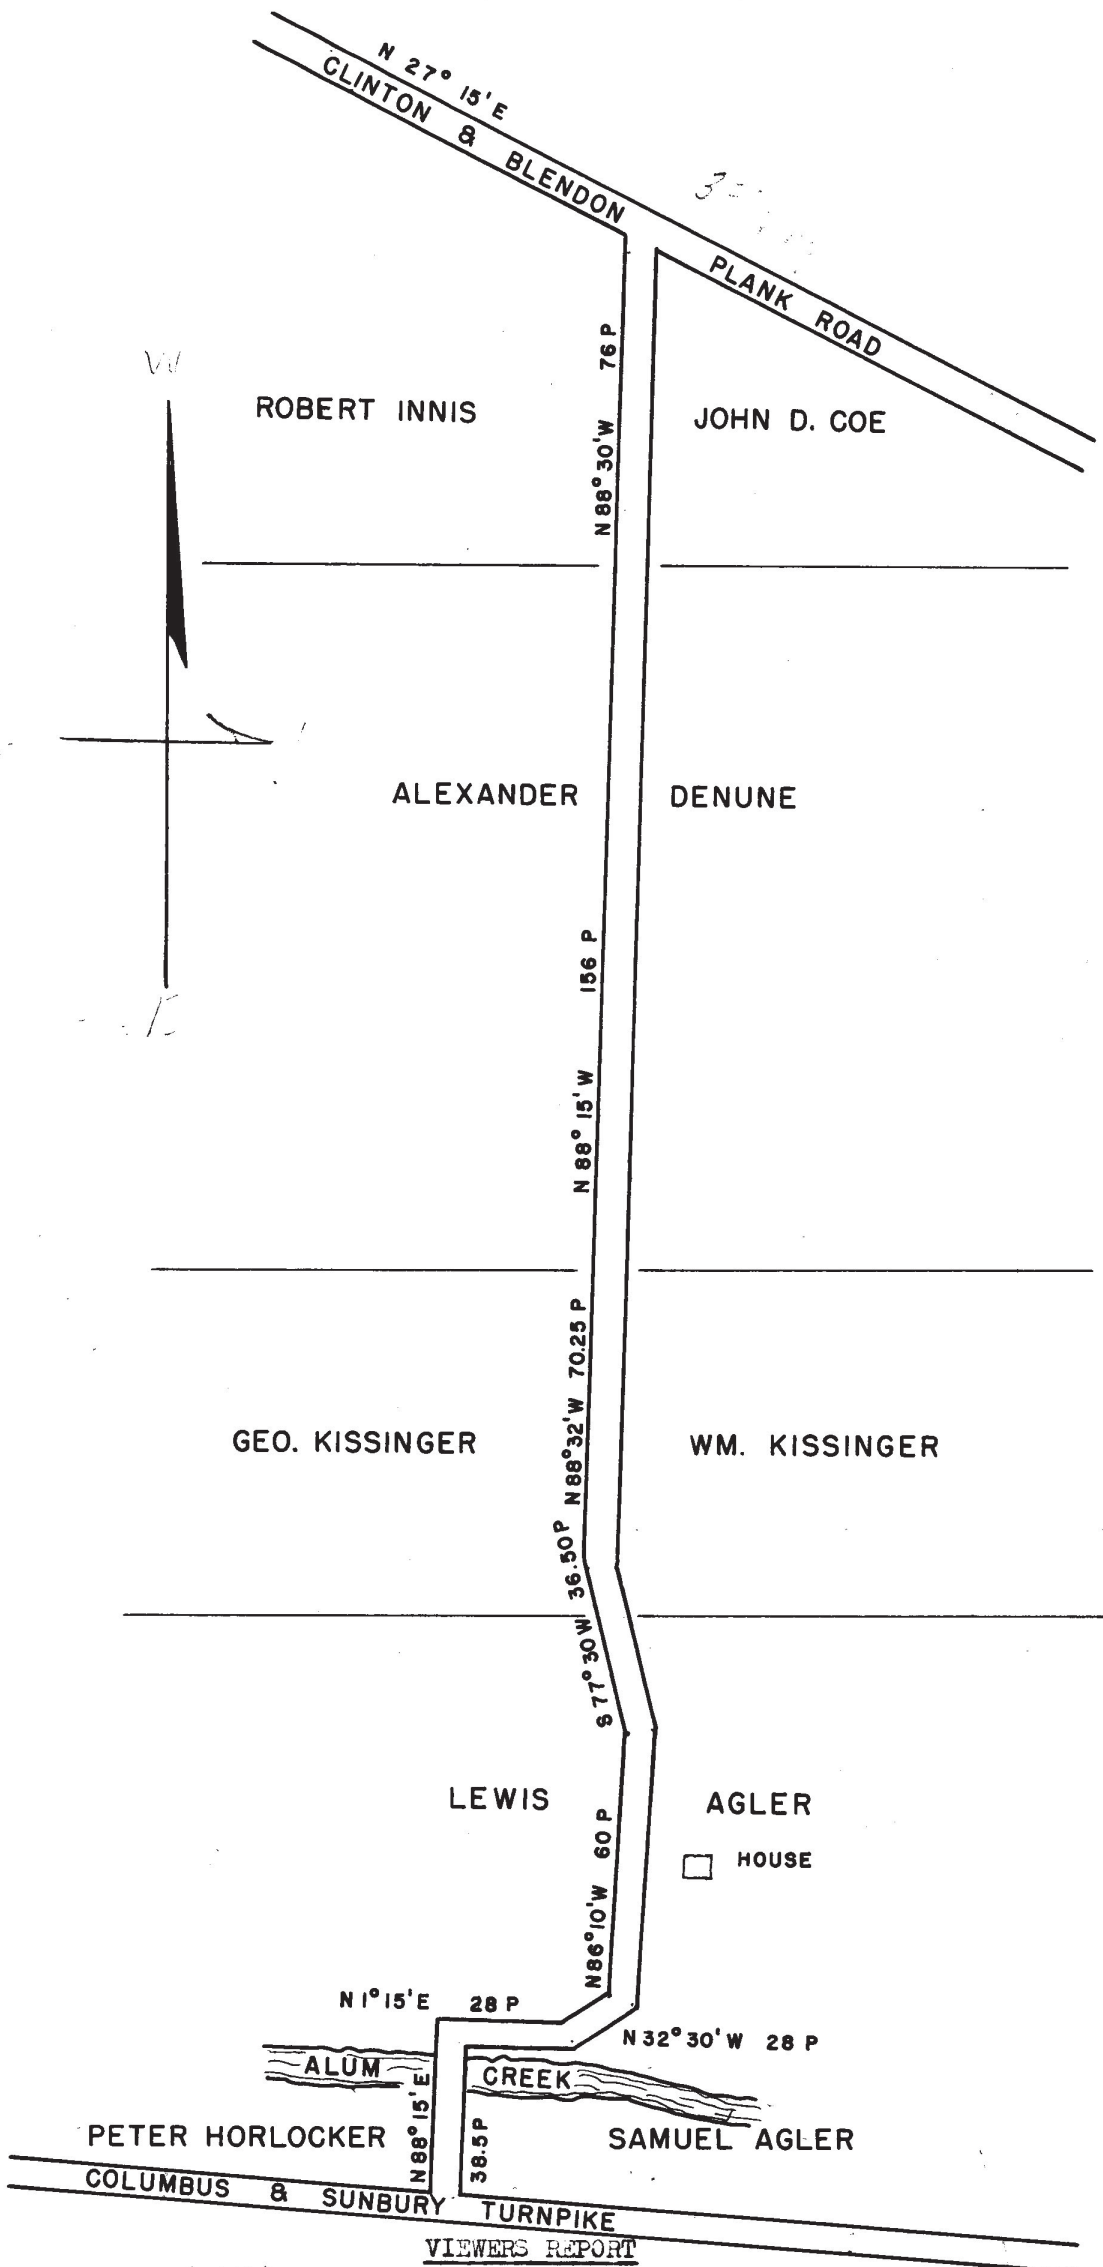 N 27° 15' E
CLINTON & BLENDON PLANK ROAD
W
76 P
N 88° 30' W
ROBERT INNIS
JOHN D. COE
ALEXANDER DENUNE
156 P
N 88° 15' W
E
N 88° 32' W 70.25 P
GEO. KISSINGER
WM. KISSINGER
S 77° 30 W 36.50 P
LEWIS AGLER
HOUSE
N 86° 10' W 60 P
N 1° 15' E 28 P
N 32° 30' W 28 P
ALUM CREEK
N 88° 15' E 38.5 P
PETER HORLOCKER
SAMUEL AGLER
COLUMBUS & SUNBURY TURNPIKE
VIEWERS REPORT